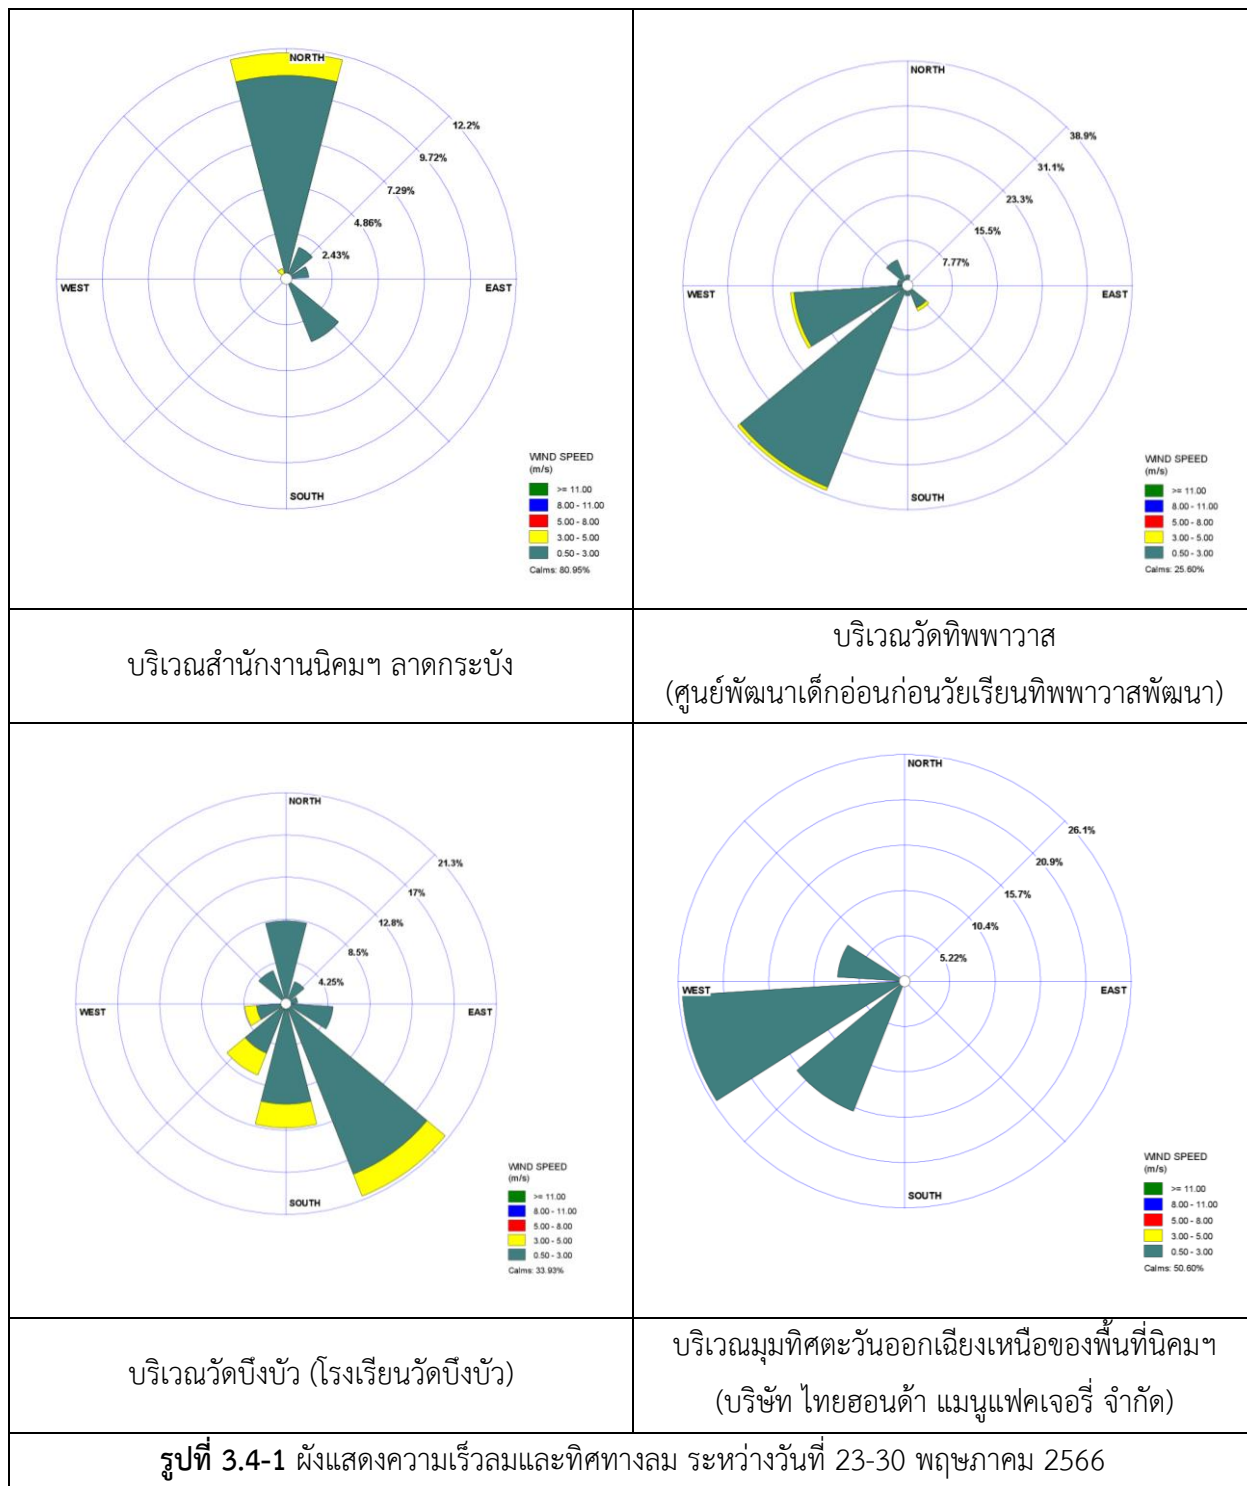 NORTH
12.2%
9.72%
7.29%
4.86%
2.43%
WEST
EAST
SOUTH
WIND SPEED
(m/s)
>= 11.00
8.00 - 11.00
5.00 - 8.00
3.00 - 5.00
0.50 - 3.00
Calms: 80.95%
NORTH
38.9%
31.1%
23.3%
15.5%
7.77%
WEST
EAST
SOUTH
WIND SPEED
(m/s)
>= 11.00
8.00 - 11.00
5.00 - 8.00
3.00 - 5.00
0.50 - 3.00
Calms: 25.60%
บริเวณสำนักงานนิคมฯ ลาดกระบัง
บริเวณวัดทิพพาวาส
(ศูนย์พัฒนาเด็กอ่อนก่อนวัยเรียนทิพพาวาสพัฒนา)
NORTH
21.3%
17%
12.8%
8.5%
4.25%
WEST
EAST
SOUTH
WIND SPEED
(m/s)
>= 11.00
8.00 - 11.00
5.00 - 8.00
3.00 - 5.00
0.50 - 3.00
Calms: 33.93%
NORTH
26.1%
20.9%
15.7%
10.4%
5.22%
WEST
EAST
SOUTH
WIND SPEED
(m/s)
>= 11.00
8.00 - 11.00
5.00 - 8.00
3.00 - 5.00
0.50 - 3.00
Calms: 50.60%
บริเวณวัดบึงบัว (โรงเรียนวัดบึงบัว)
บริเวณมุมทิศตะวันออกเฉียงเหนือของพื้นที่นิคมฯ
(บริษัท ไทยฮอนด้า แมนูแฟคเจอรี่ จำกัด)
รูปที่ 3.4-1 ผังแสดงความเร็วลมและทิศทางลม ระหว่างวันที่ 23-30 พฤษภาคม 2566